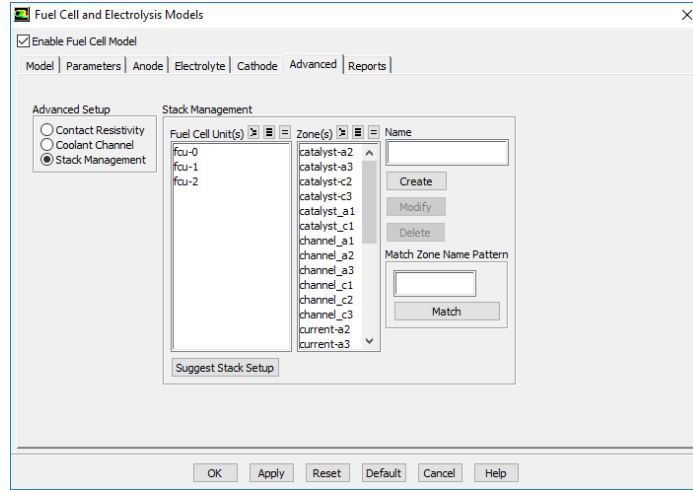 Fuel Cell and Electrolysis Models
Enable Fuel Cell Model
Model Parameters Anode Electrolyte Cathode Advanced Reports
Advanced Setup
Contact Resistivity
Coolant Channel
Stack Management
Stack Management
Fuel Cell Unit(s)
fcu-0
fcu-1
fcu-2
Suggest Stack Setup
Zone(s)
catalyst-a2
catalyst-a3
catalyst-c2
catalyst-c3
catalyst_a1
catalyst_c1
channel_a1
channel_a2
channel_a3
channel_c1
channel_c2
channel_c3
current-a2
current-a3
Name
Create
Modify
Delete
Match Zone Name Pattern
Match
OK Apply Reset Default Cancel Help